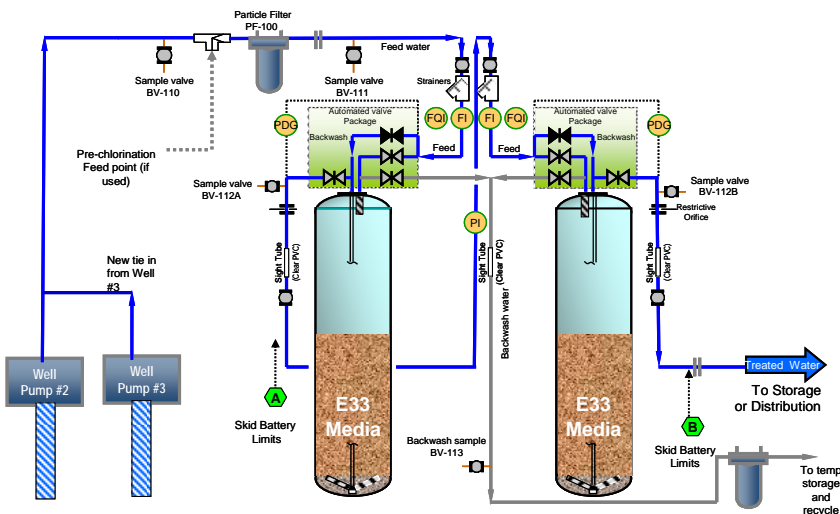 Particle Filter
PF-100
Feed water
Sample valve
BV-110
Sample valve
BV-111
Strainers
Automated valve
Package
Backwash
Feed
PDG
FQI
FI
FI
FQI
Automated valve
Package
Backwash
Feed
PDG
Pre-chlorination
Feed point (if
used)
Sample valve
BV-112A
Sample valve
BV-112B
Restrictive
Orifice
PI
Sight Tube
(Clear PVC)
Sight Tube
(Clear PVC)
Sight Tube
(Clear PVC)
Backwash water
New tie in
from Well
#3
Well
Pump #2
Well
Pump #3
A
Skid Battery
Limits
E33
Media
E33
Media
Backwash sample
BV-113
B
Skid Battery
Limits
Treated Water
To Storage
or Distribution
To temp
storage
and
recycle